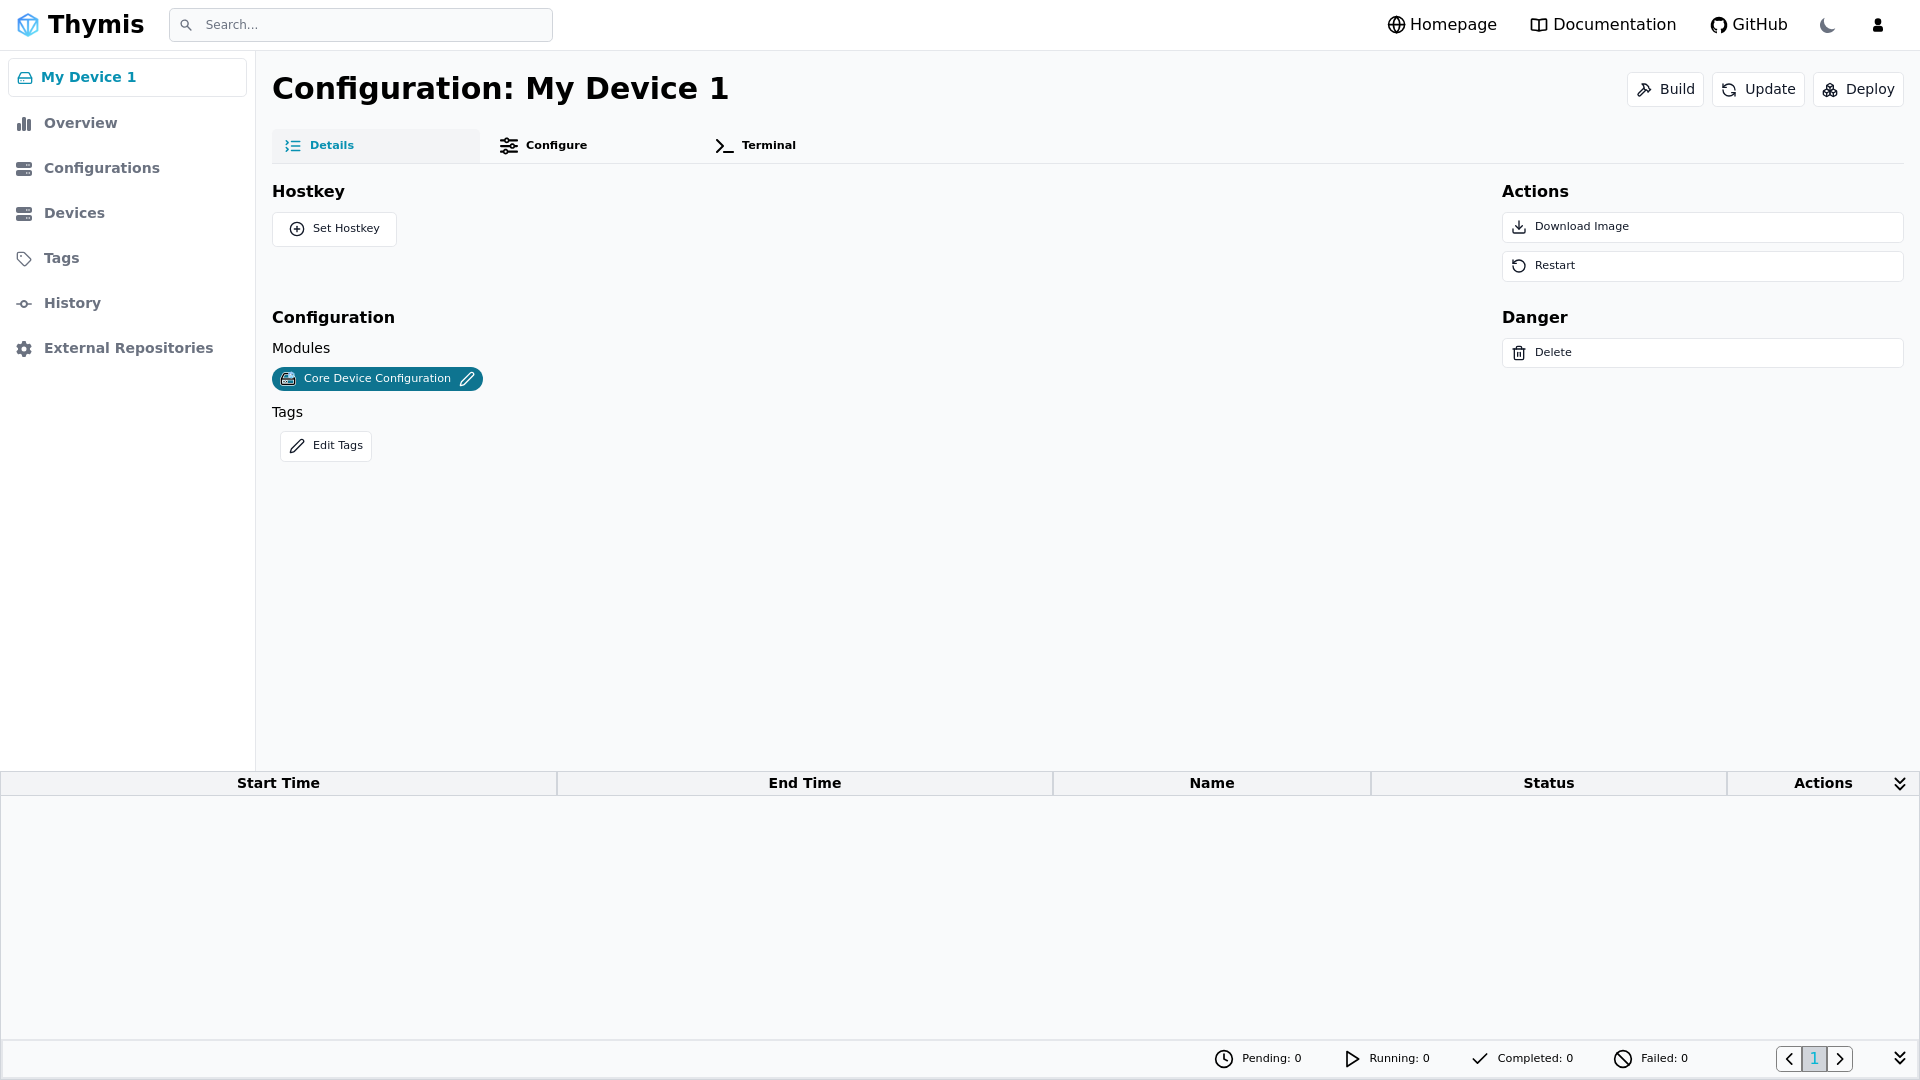 Thymis
Search...
Homepage
Documentation
GitHub
My Device 1
Overview
Configurations
Devices
Tags
History
External Repositories
Configuration: My Device 1
Build
Update
Deploy
Details
Configure
Terminal
Hostkey
Set Hostkey
Configuration
Modules
Core Device Configuration
Tags
Edit Tags
Actions
Download Image
Restart
Danger
Delete
Start Time
End Time
Name
Status
Actions
Pending: 0
Running: 0
Completed: 0
Failed: 0
1